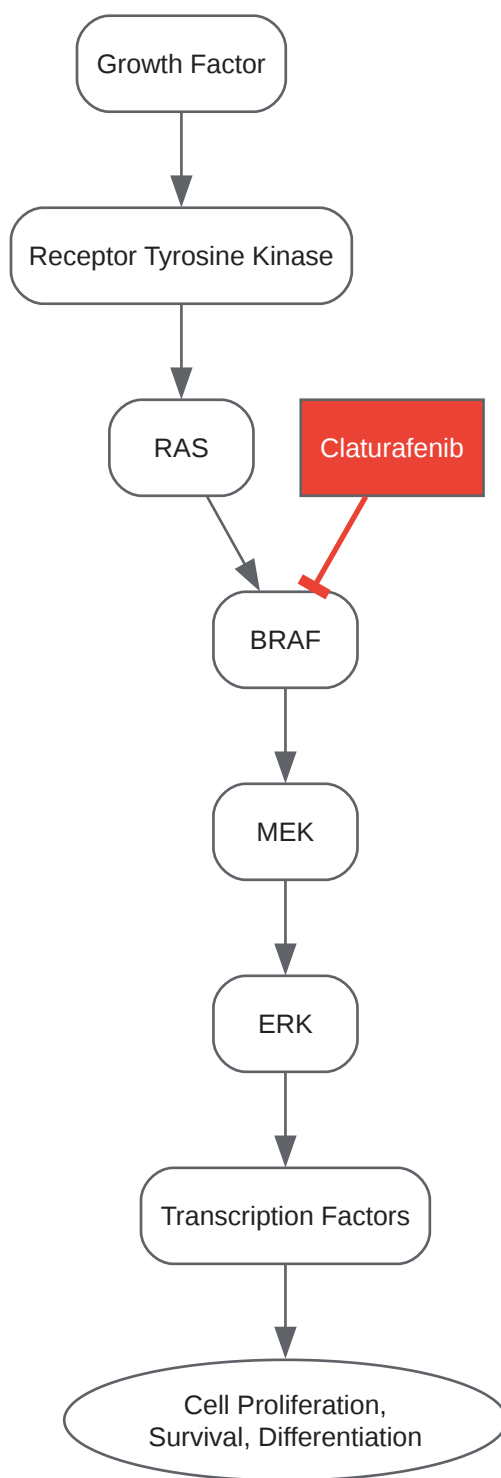 Growth Factor
Receptor Tyrosine Kinase
RAS
Claturafenib
BRAF
MEK
ERK
Transcription Factors
Cell Proliferation,
Survival, Differentiation